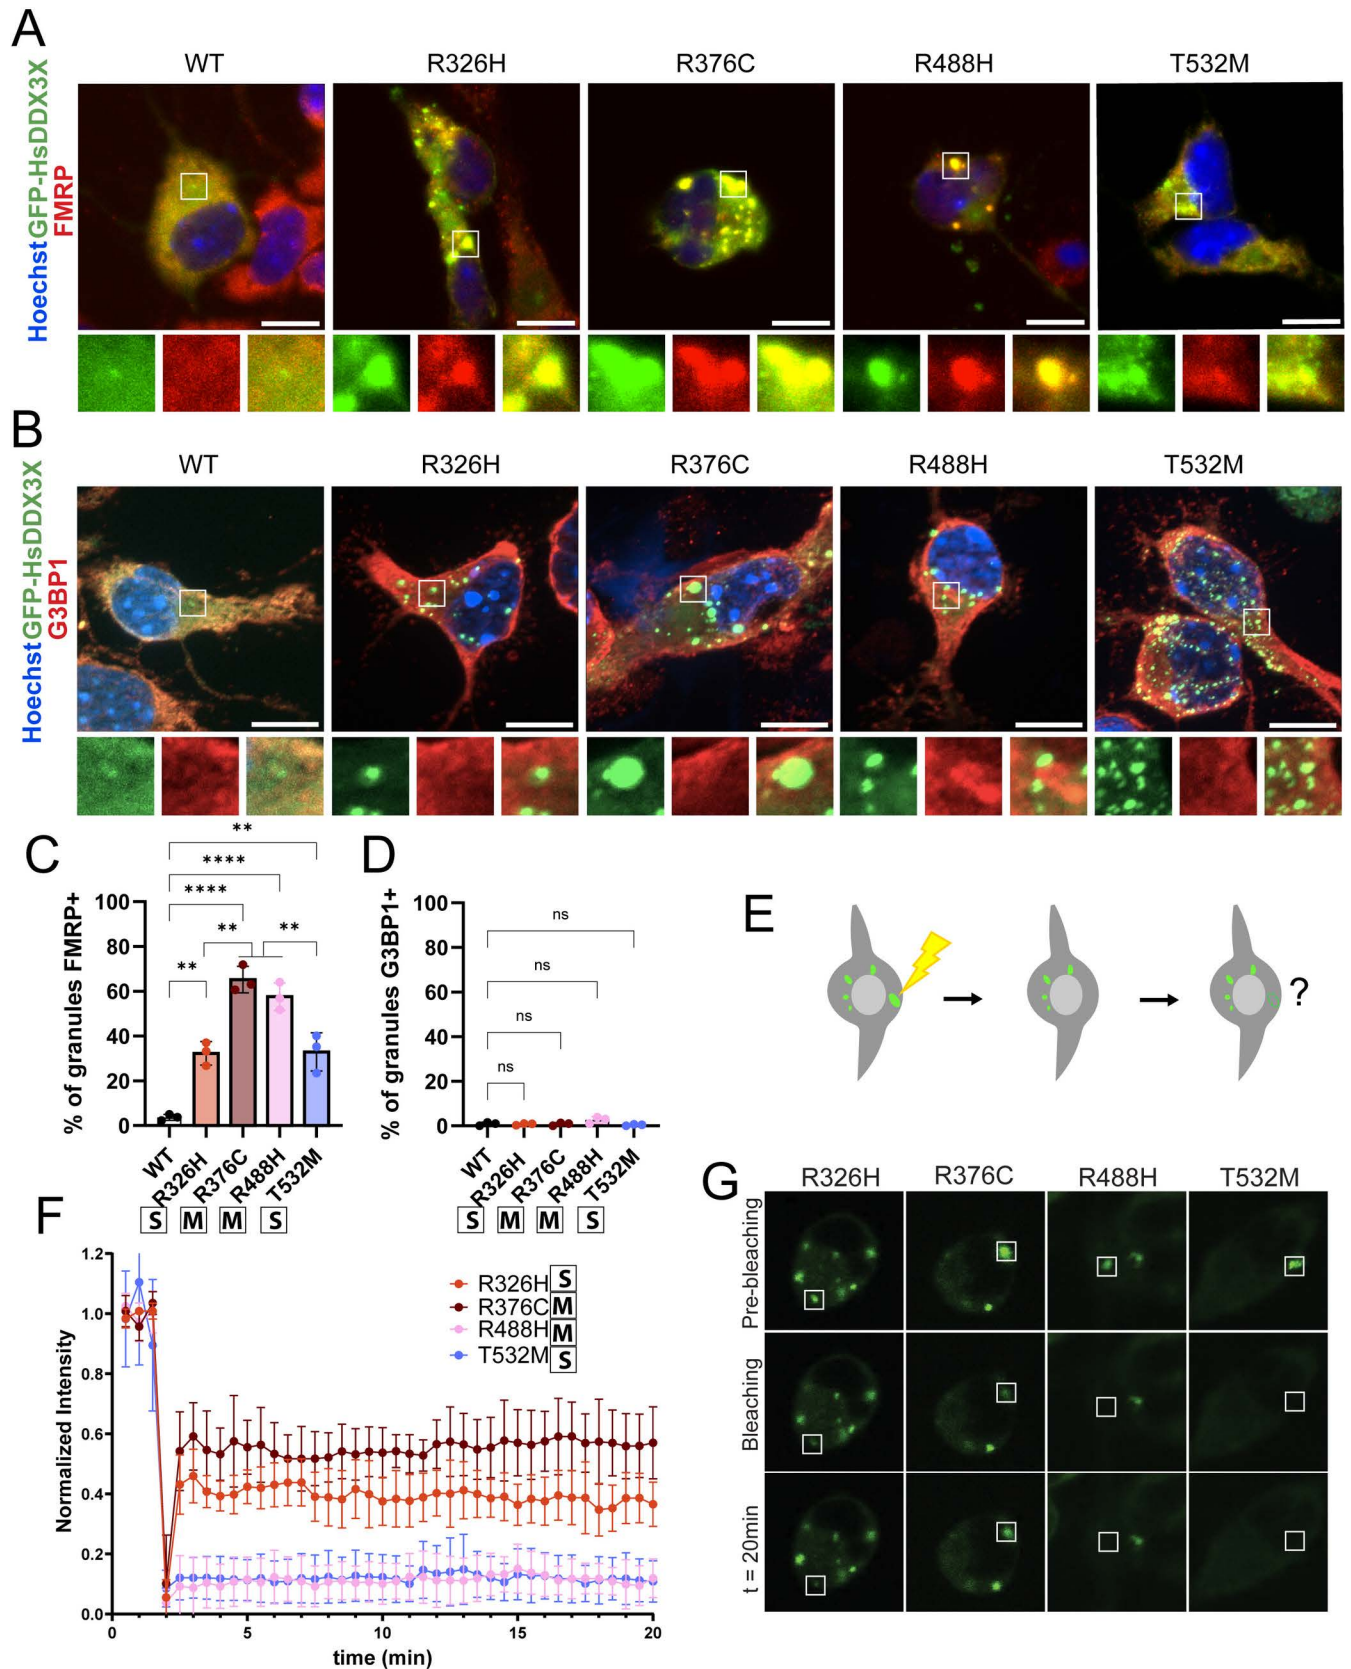 A
WT
R326H
R376C
R488H
T532M
Hoechst GFP-HsDDX3X
FMRP
B
WT
R326H
R376C
R488H
T532M
Hoechst GFP-HsDDX3X
G3BP1
C
% of granules FMRP+
100
80
60
40
20
0
**
****
****
**
**
**
WT
R326H
R376C
R488H
T532M
S
M
M
S
D
% of granules G3BP1+
100
80
60
40
20
0
ns
ns
ns
ns
WT
R326H
R376C
R488H
T532M
S
M
M
S
E
?
F
Normalized Intensity
1.2
1.0
0.8
0.6
0.4
0.2
0.0
0
5
10
15
20
time (min)
R326H S
R376C M
R488H M
T532M S
G
R326H
R376C
R488H
T532M
Pre-bleaching
Bleaching
t = 20min